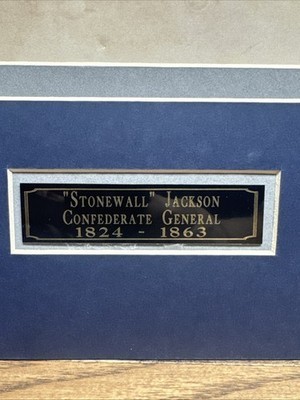 "Stonewall" Jackson
Confederate General
1824 - 1863